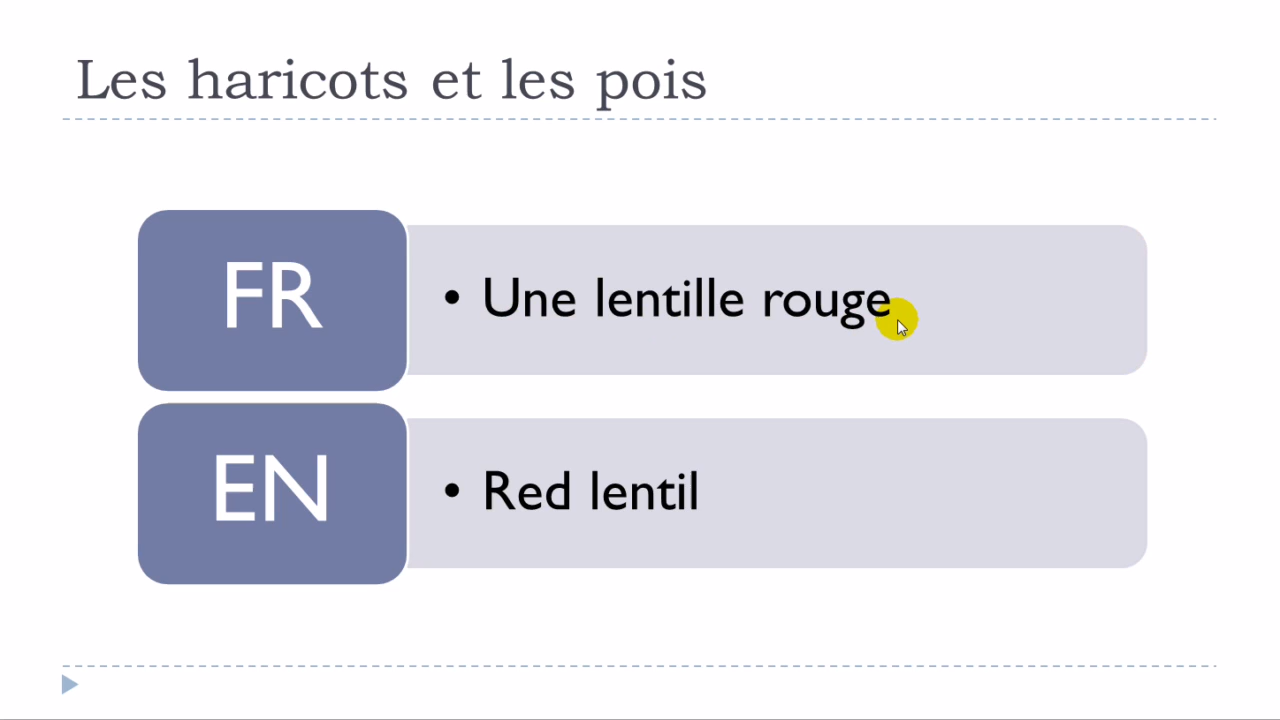 Les haricots et les pois
FR
• Une lentille rouge
EN
• Red lentil